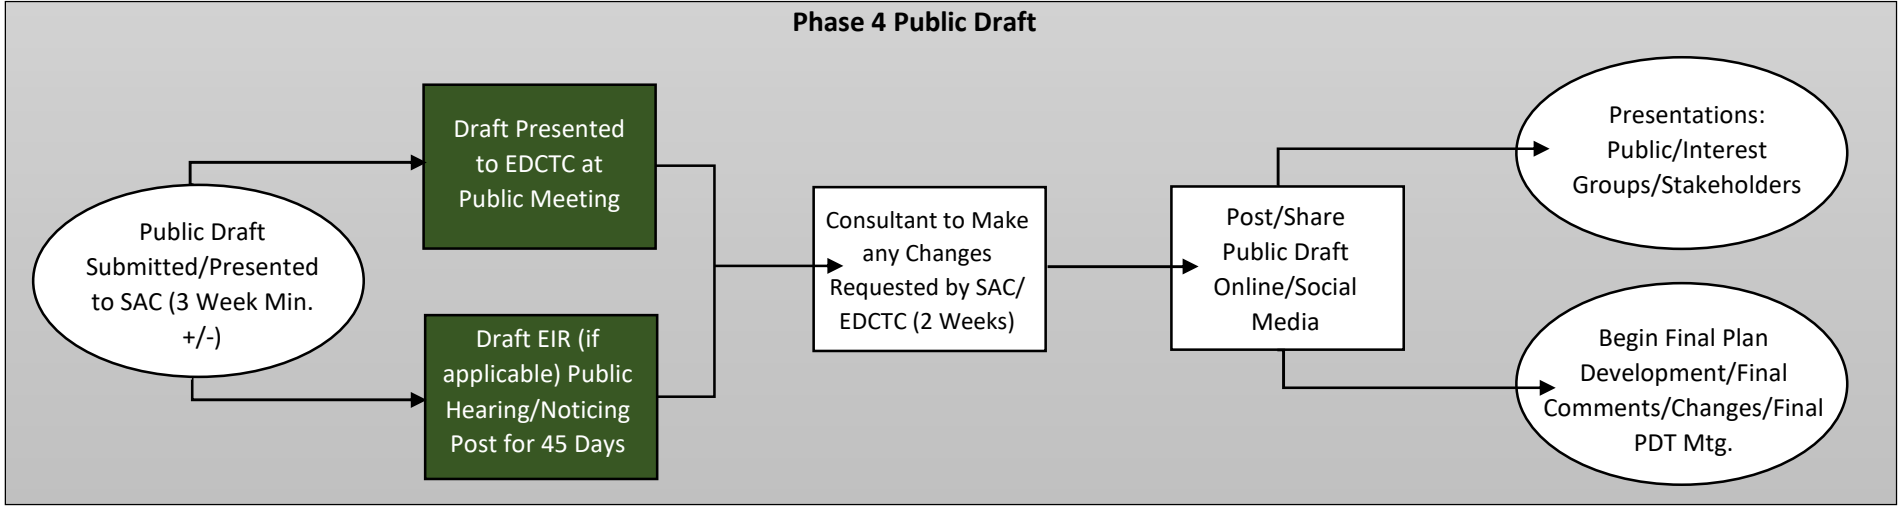 Phase 4 Public Draft
Public Draft
Submitted/Presented
to SAC (3 Week Min.
+/-)
Draft Presented
to EDCTC at
Public Meeting
Draft EIR (if
applicable) Public
Hearing/Noticing
Post for 45 Days
Consultant to Make
any Changes
Requested by SAC/
EDCTC (2 Weeks)
Post/Share
Public Draft
Online/Social
Media
Presentations:
Public/Interest
Groups/Stakeholders
Begin Final Plan
Development/Final
Comments/Changes/Final
PDT Mtg.